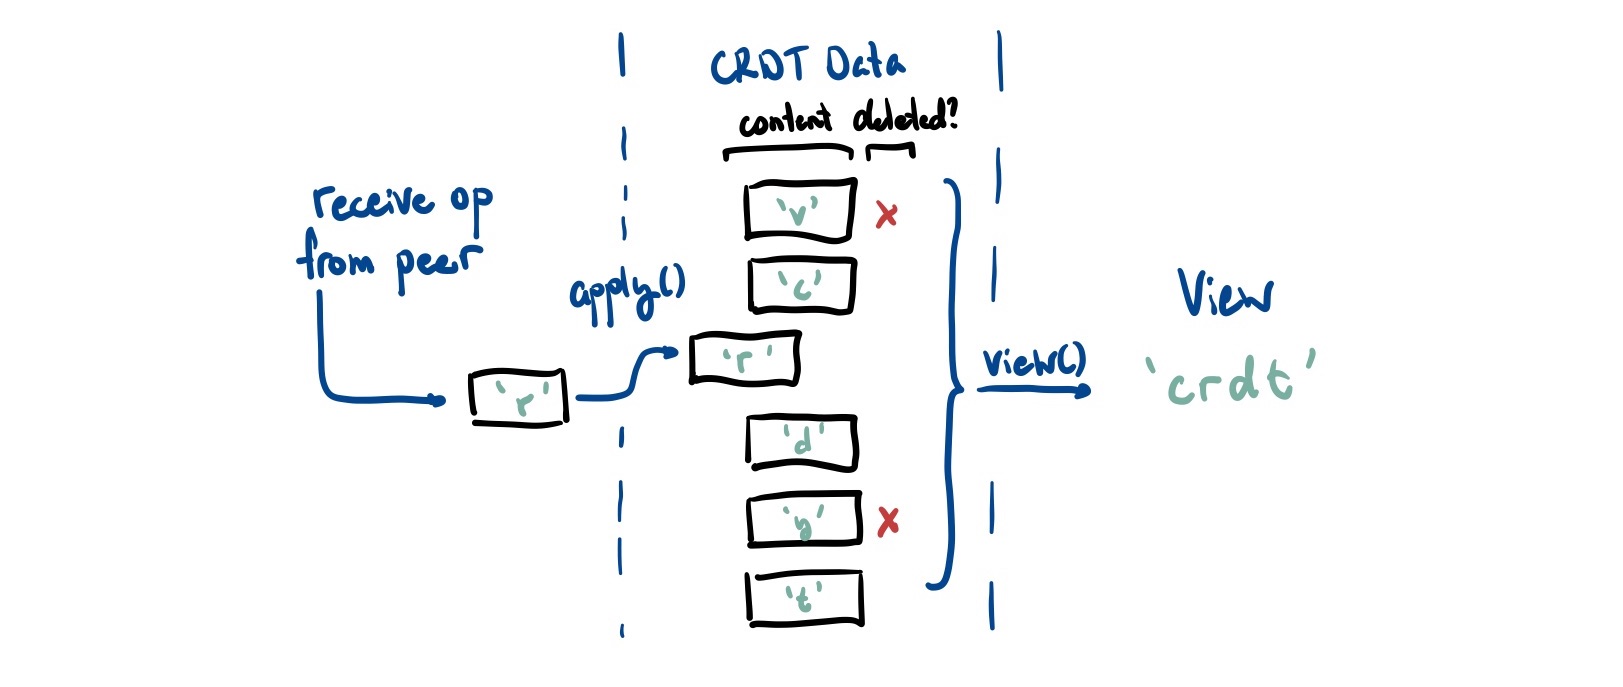 CRDT Data
content deleted?
receive op
from peer
apply()
'r'
'v' x
'c'
'r'
'd'
'y' x
't'
view()
View
'crdt'